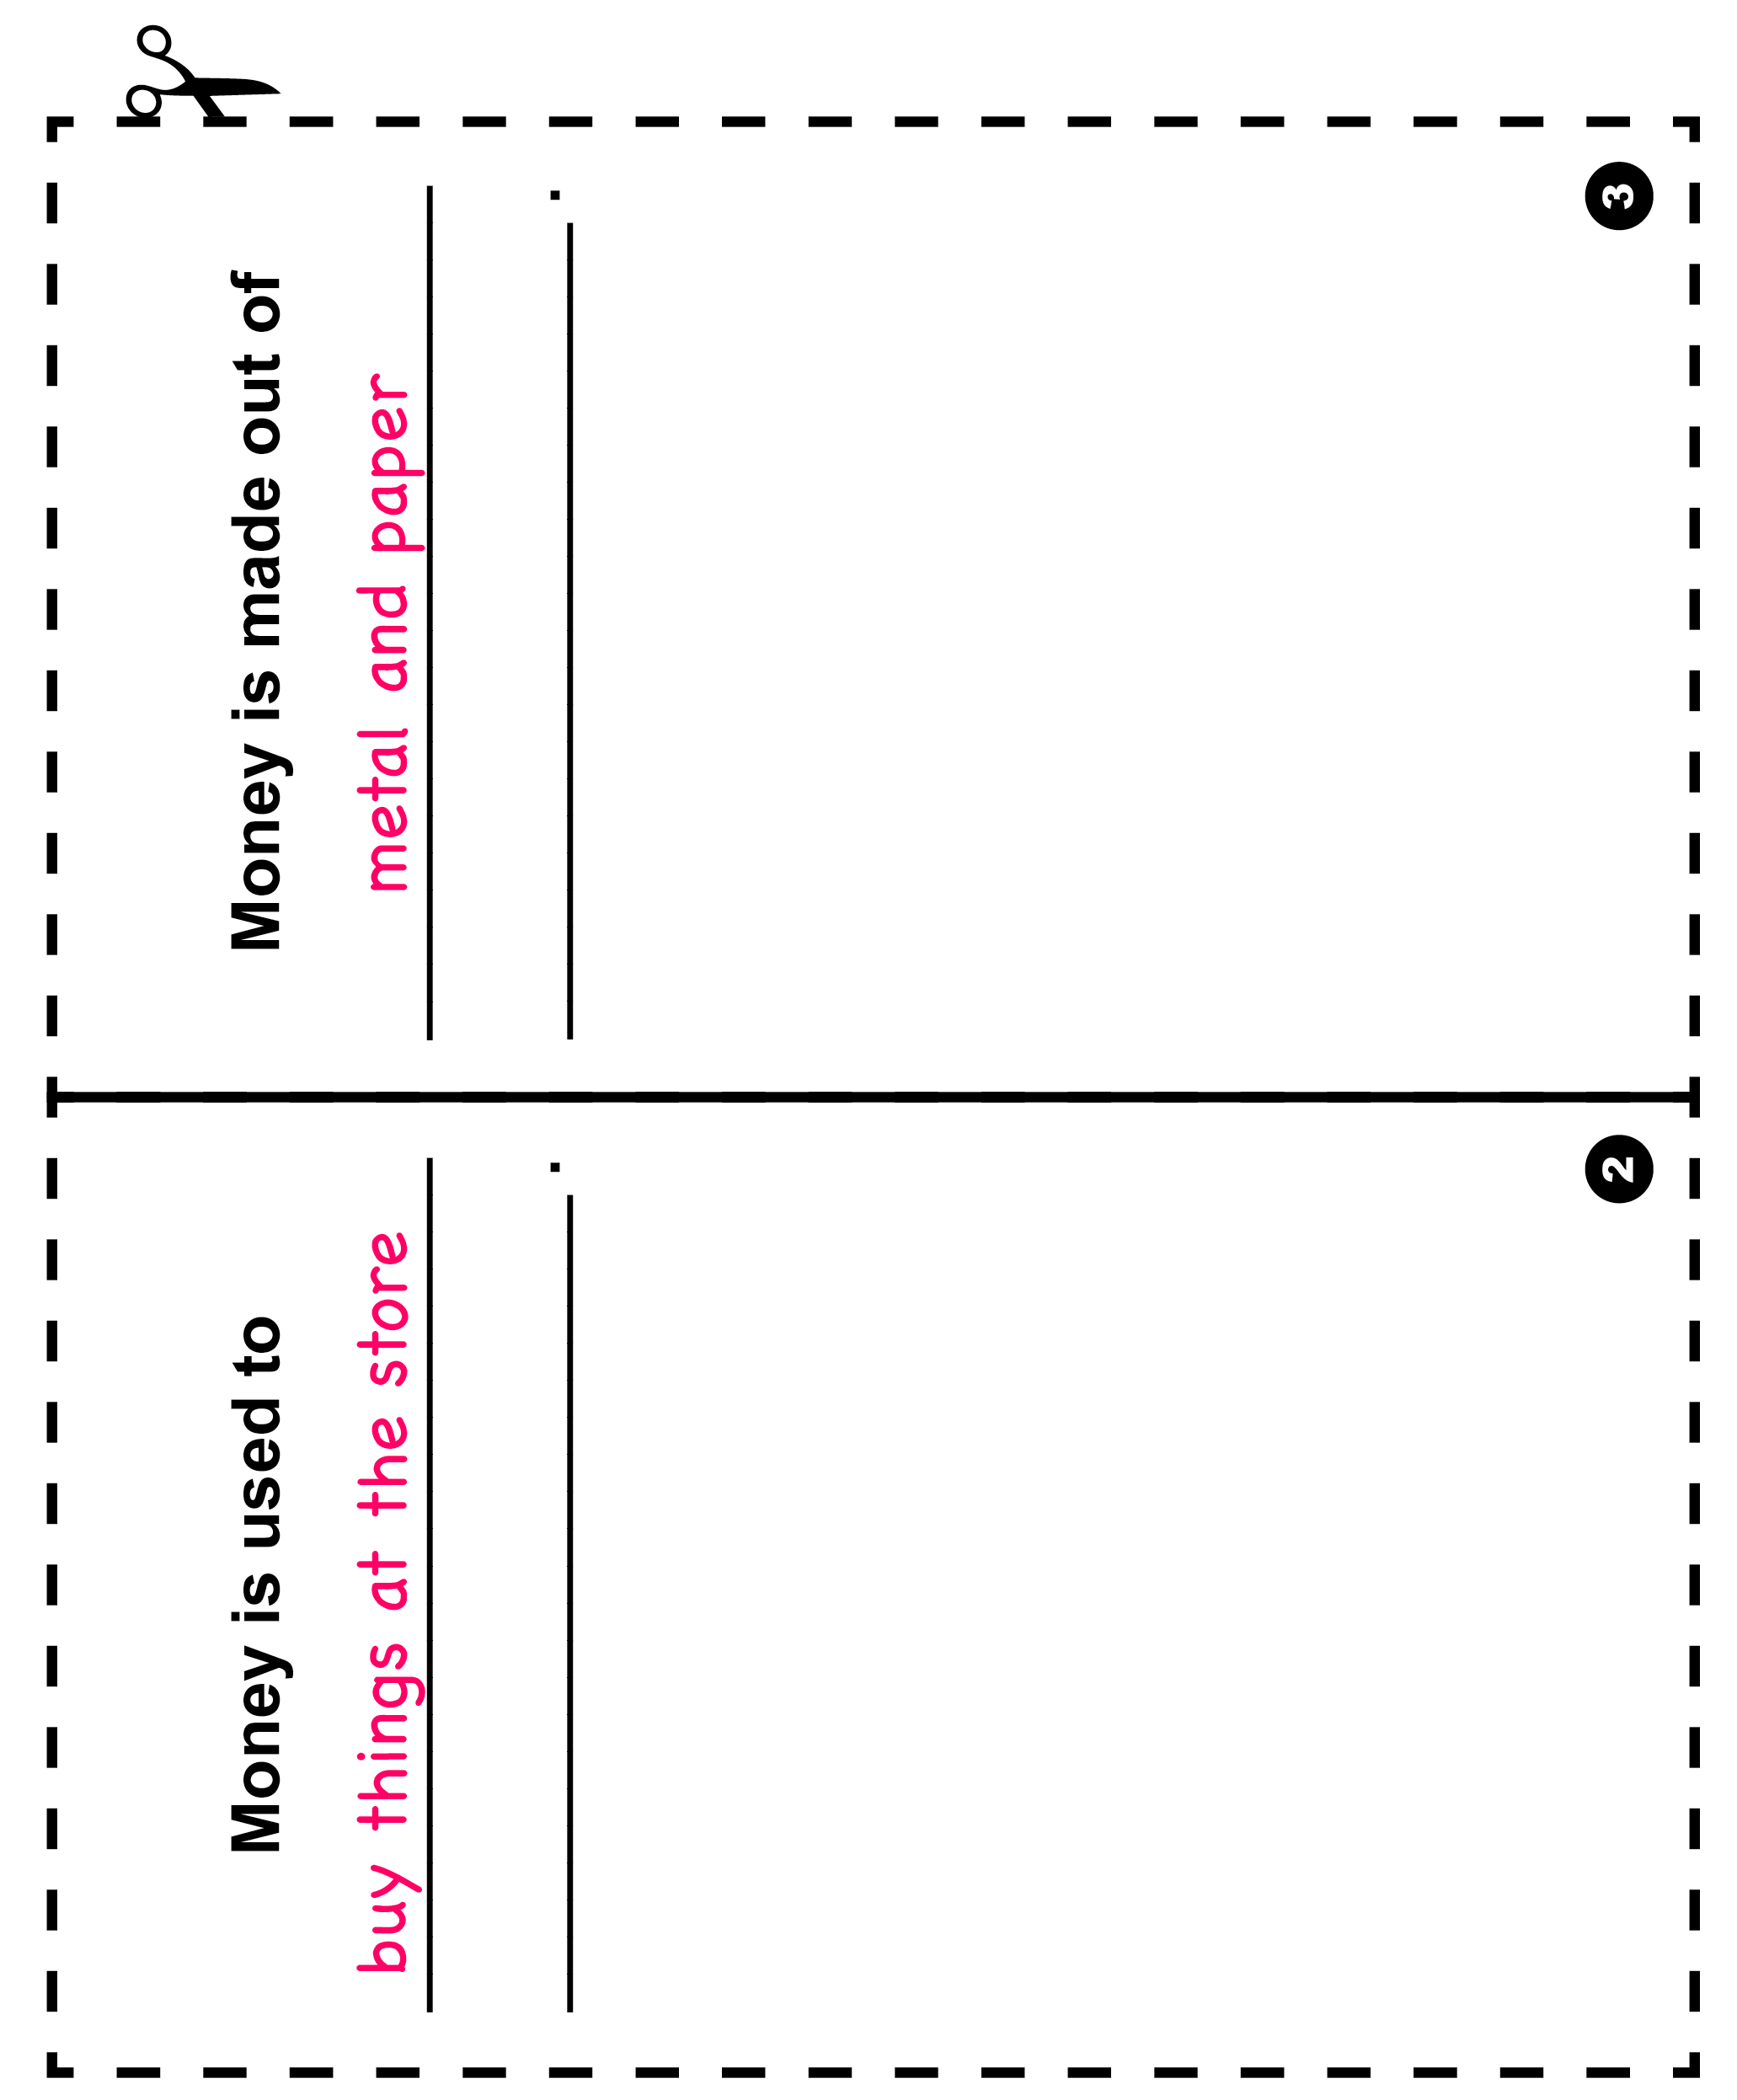 Money is used to
buy things at the store
.
2
Money is made out of
metal and paper
.
3